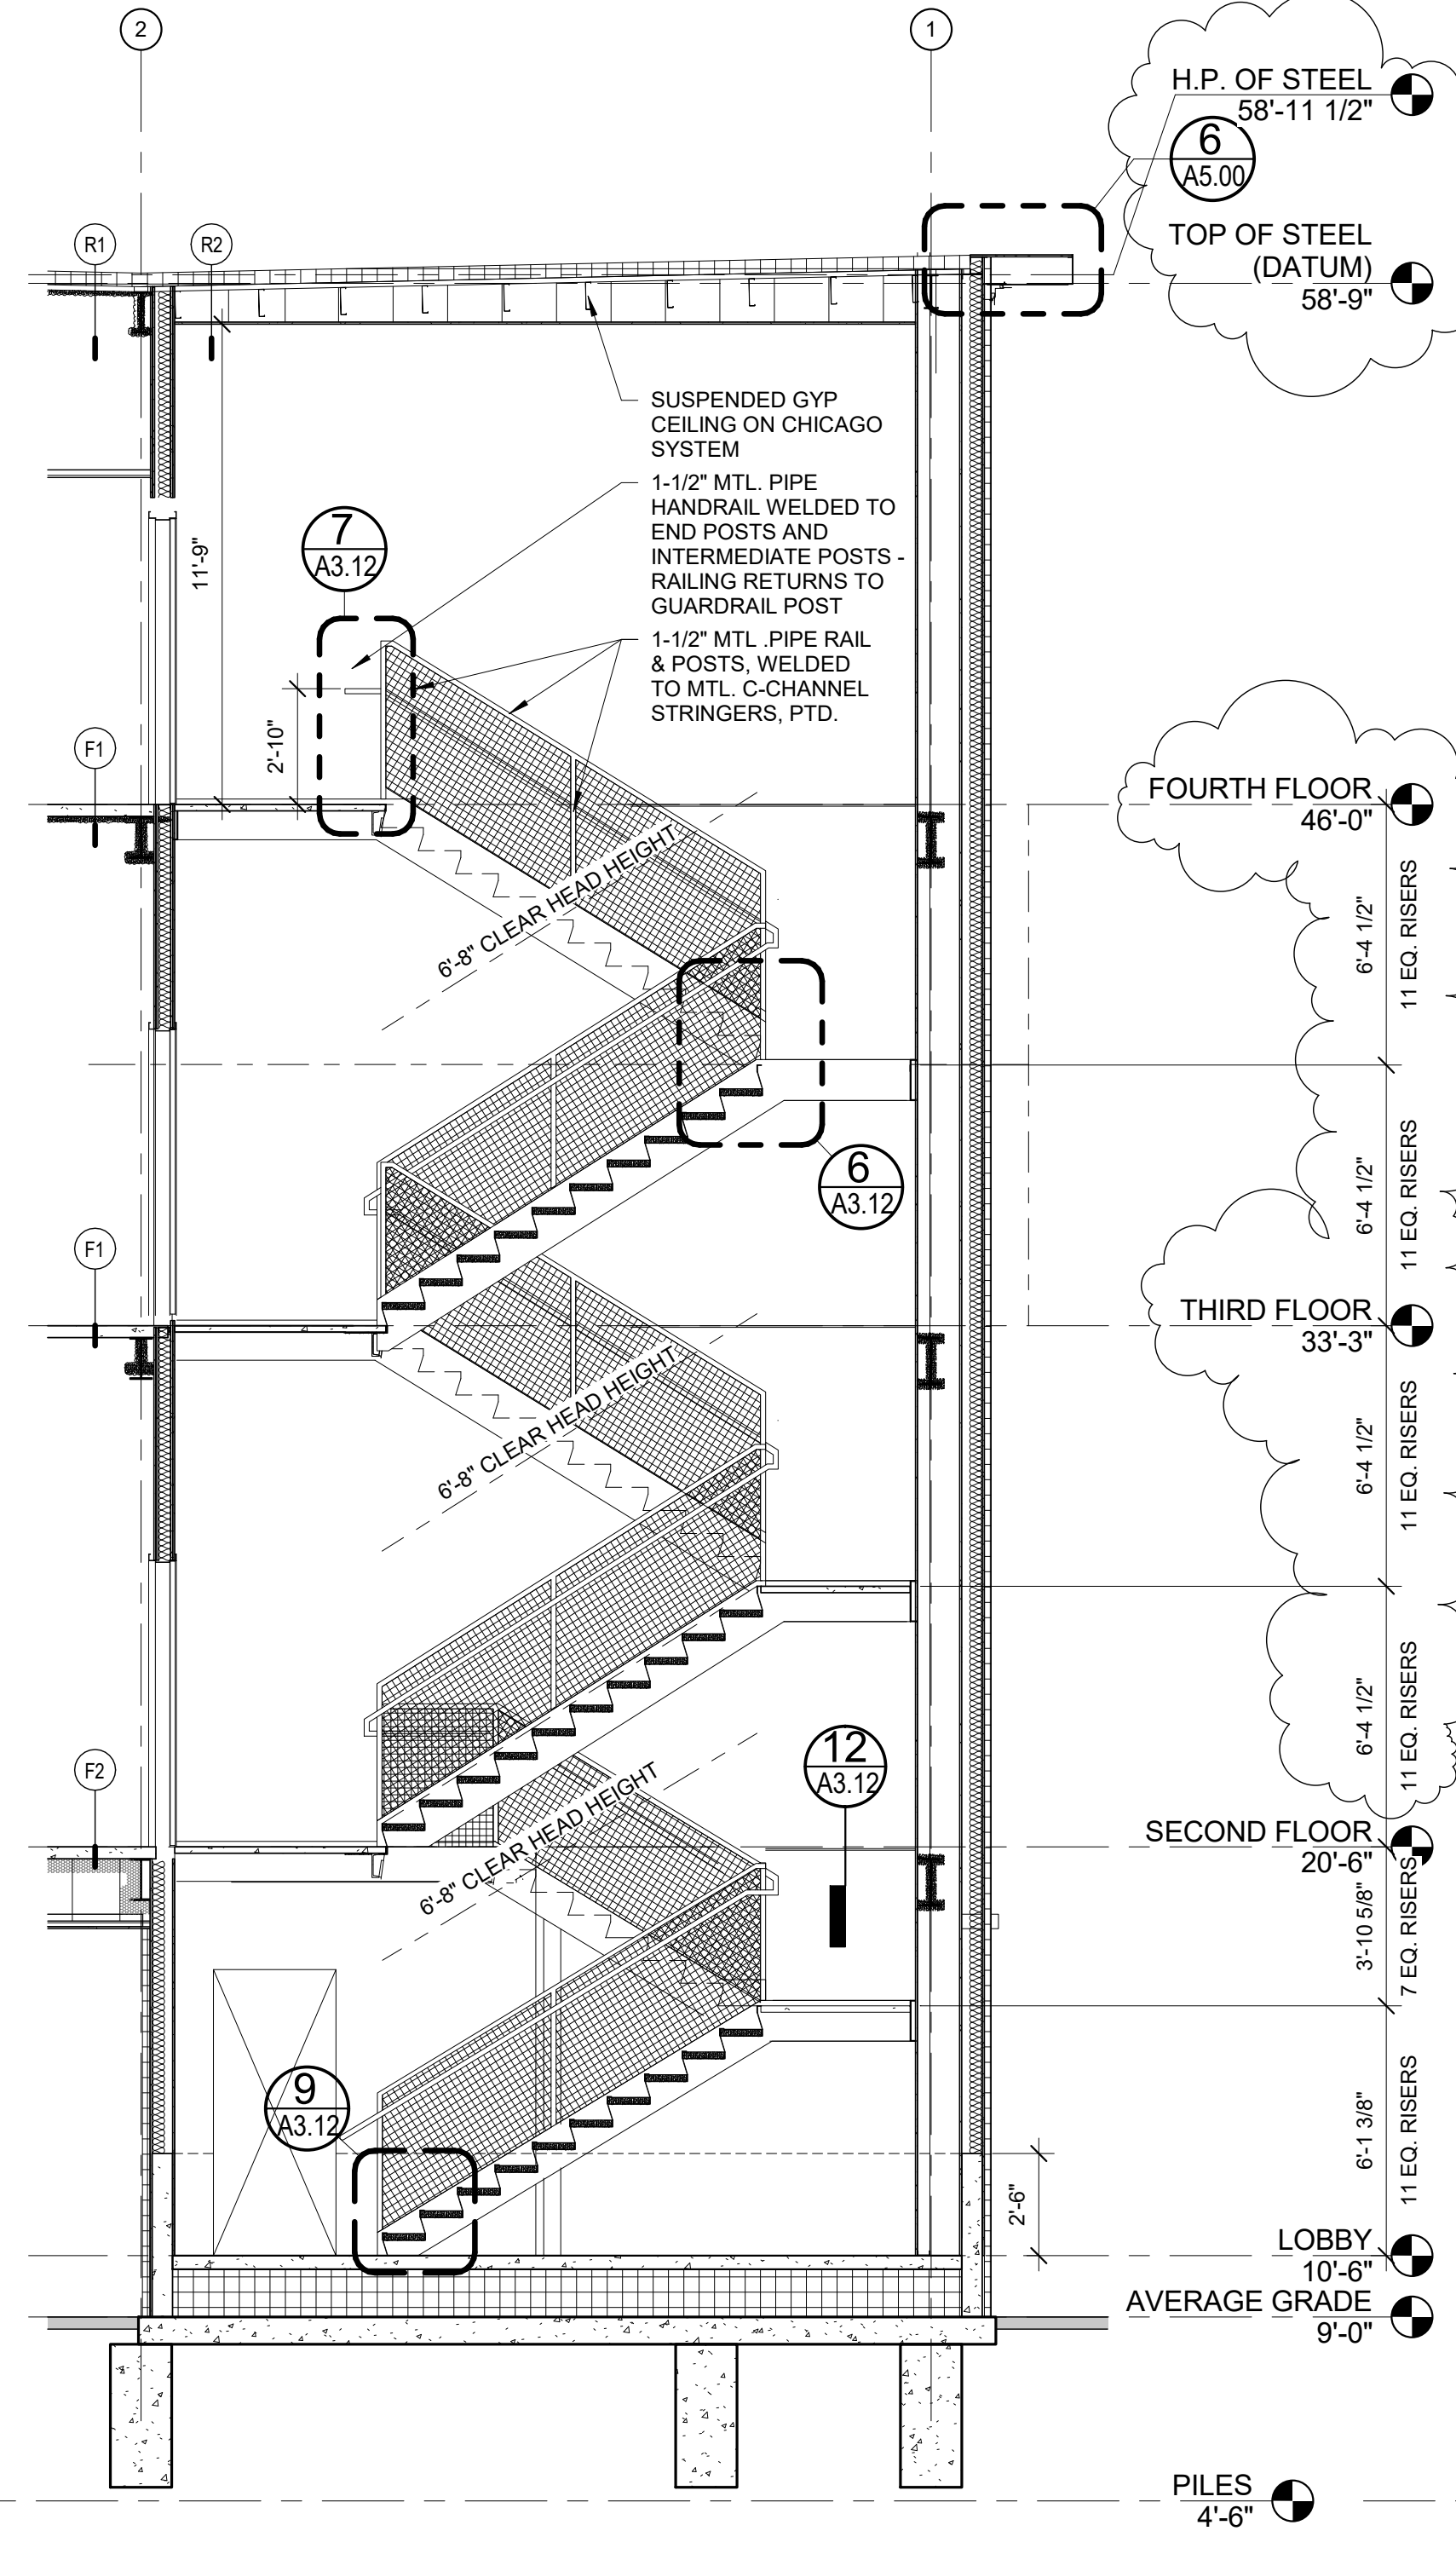 2
1
H.P. OF STEEL
58'-11 1/2"
6
A5.00
R1
R2
TOP OF STEEL
(DATUM)
58'-9"
SUSPENDED GYP
CEILING ON CHICAGO
SYSTEM
1-1/2" MTL. PIPE
HANDRAIL WELDED TO
END POSTS AND
INTERMEDIATE POSTS -
RAILING RETURNS TO
GUARDRAIL POST
7
A3.12
11'-9"
1-1/2" MTL .PIPE RAIL
& POSTS, WELDED
TO MTL. C-CHANNEL
STRINGERS, PTD.
2'-10"
F1
FOURTH FLOOR
46'-0"
6'-8" CLEAR HEAD HEIGHT
6'-4 1/2"
11 EQ. RISERS
6
A3.12
6'-4 1/2"
11 EQ. RISERS
F1
THIRD FLOOR
33'-3"
6'-8" CLEAR HEAD HEIGHT
6'-4 1/2"
11 EQ. RISERS
6'-4 1/2"
11 EQ. RISERS
12
A3.12
F2
6'-8" CLEAR HEAD HEIGHT
SECOND FLOOR
20'-6"
3'-10 5/8"
7 EQ. RISERS
9
A3.12
6'-1 3/8"
11 EQ. RISERS
2'-6"
LOBBY
10'-6"
AVERAGE GRADE
9'-0"
PILES
4'-6"